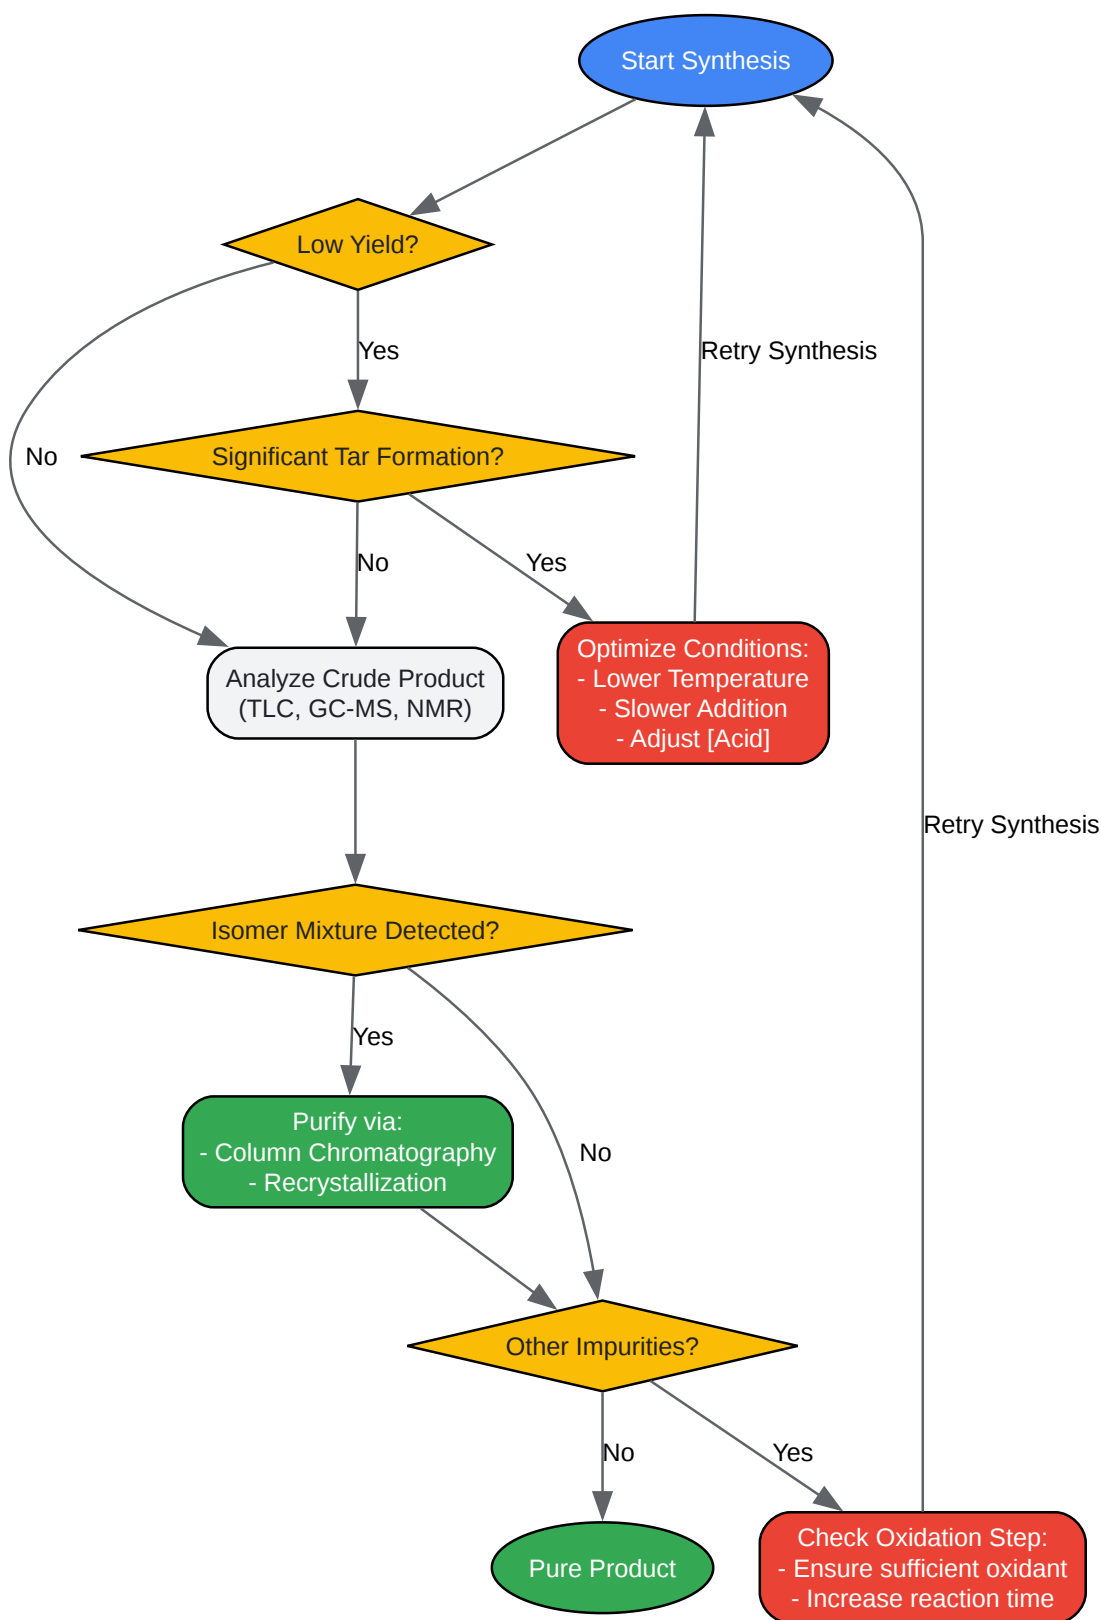 Start Synthesis
Low Yield?
Yes
Retry Synthesis
No
Significant Tar Formation?
No
Yes
Optimize Conditions:
- Lower Temperature
- Slower Addition
- Adjust [Acid]
Analyze Crude Product
(TLC, GC-MS, NMR)
Retry Synthesis
Isomer Mixture Detected?
Yes
Purify via:
- Column Chromatography
- Recrystallization
No
Other Impurities?
No
Yes
Pure Product
Check Oxidation Step:
- Ensure sufficient oxidant
- Increase reaction time